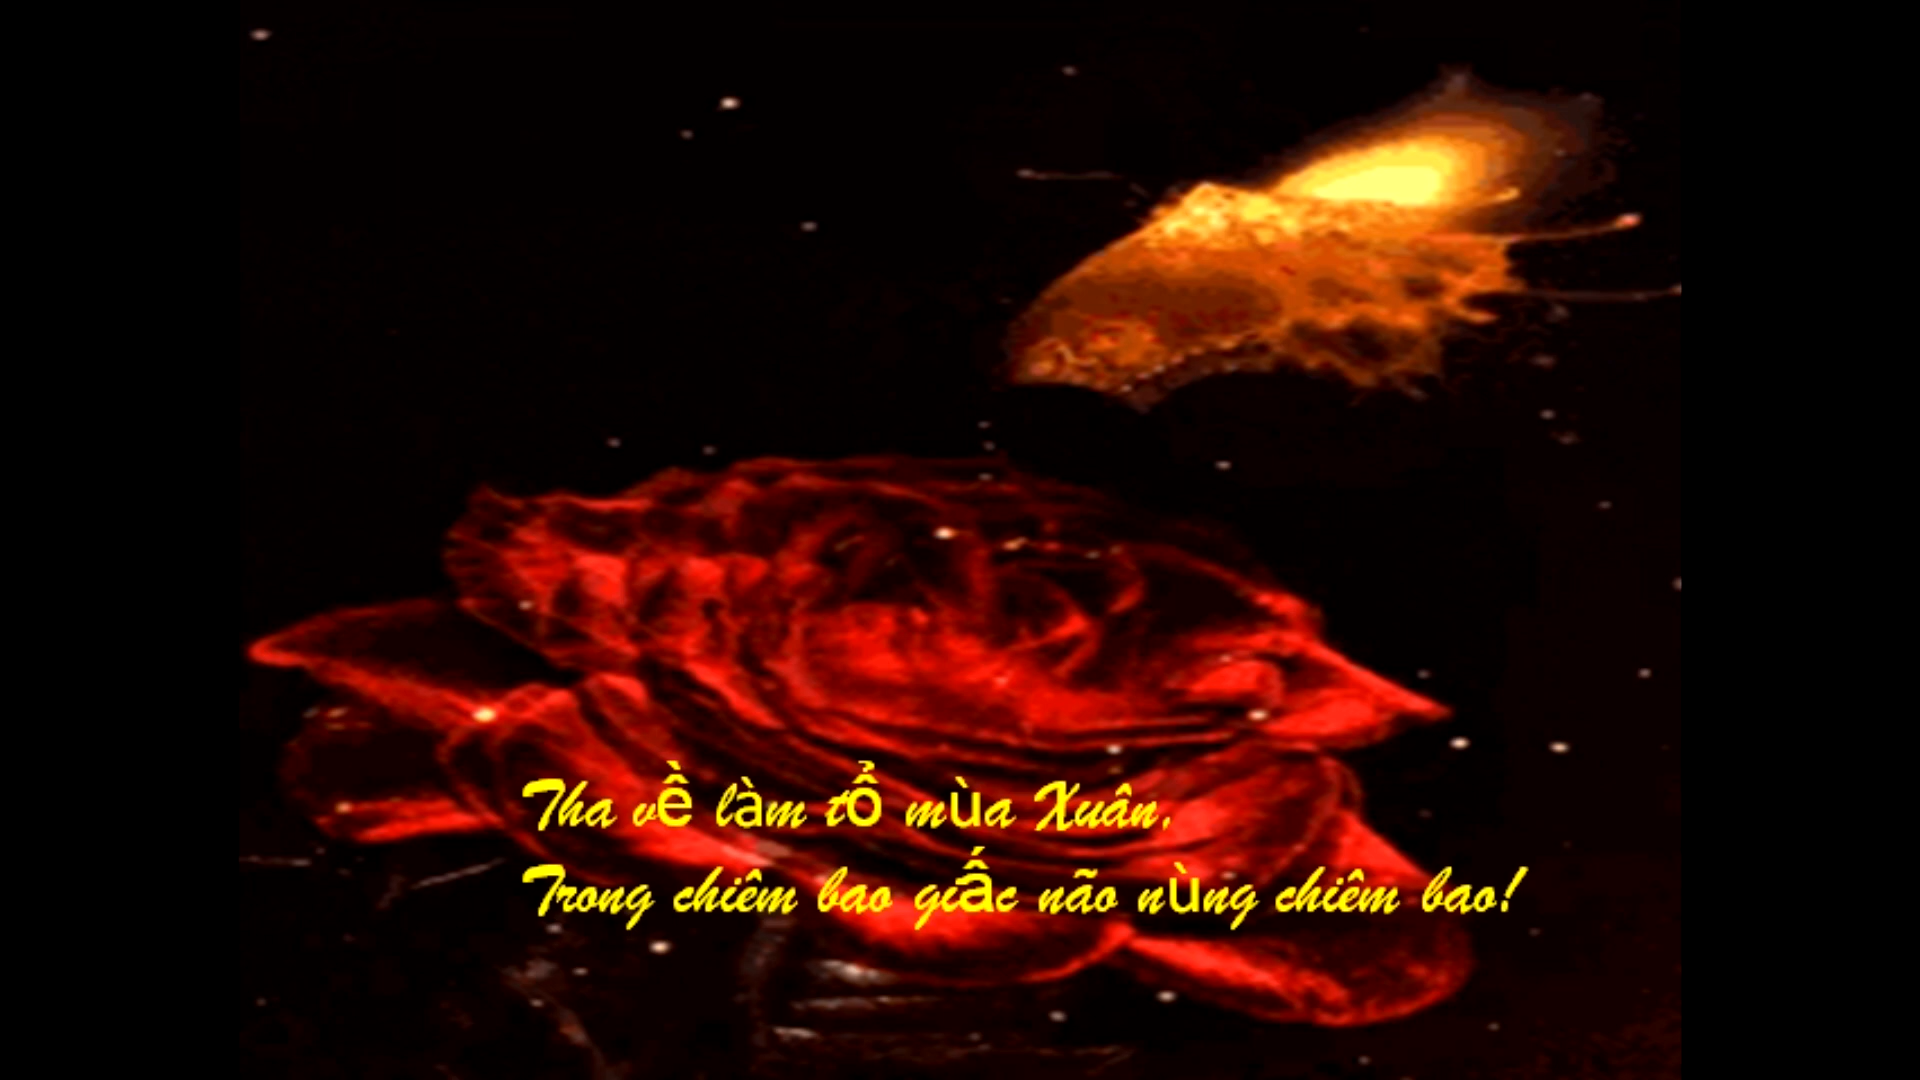 Tha về làm tổ mùa Xuân,
Trong chiêm bao giấc não nùng chiêm bao!